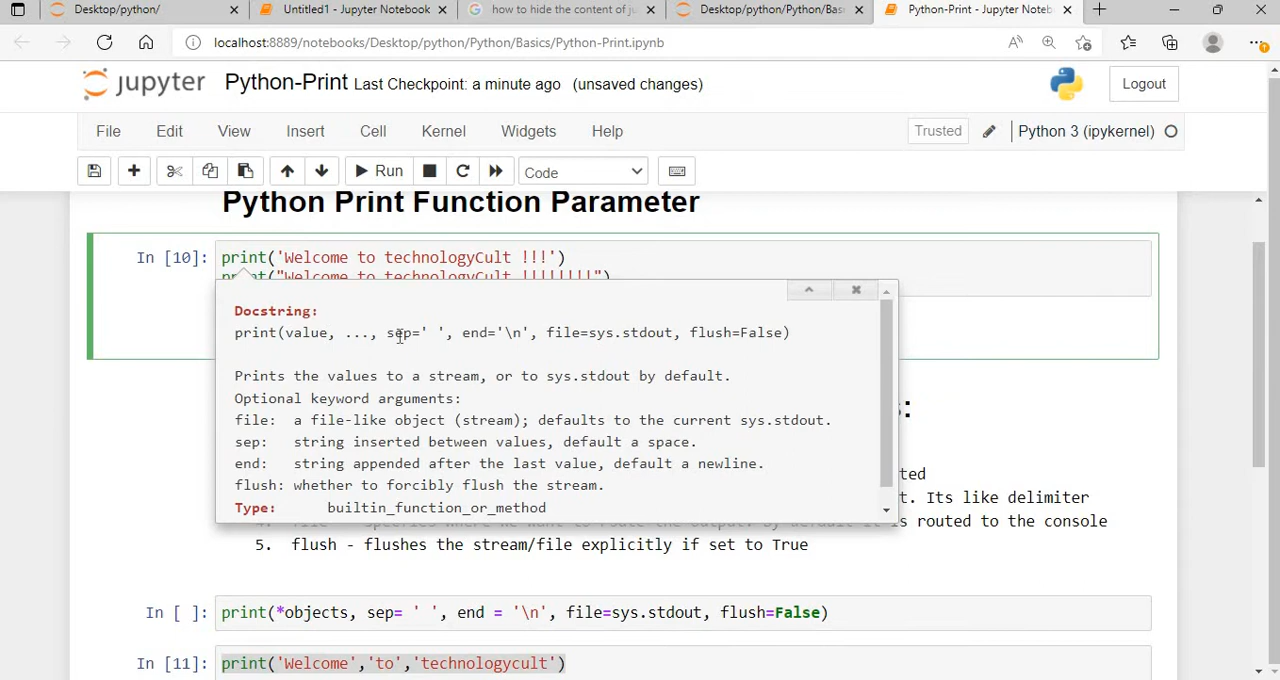 Desktop/python/
Untitled1 - Jupyter Notebook
how to hide the content of ju
Desktop/python/Python/Bas
Python-Print - Jupyter Noteb
localhost:8889/notebooks/Desktop/python/Python/Basics/Python-Print.ipynb
jupyter Python-Print Last Checkpoint: a minute ago (unsaved changes) Logout
File Edit View Insert Cell Kernel Widgets Help Trusted Python 3 (ipykernel)
Run Code
Python Print Function Parameter
In [10]: print('Welcome to technologyCult !!!')
print("Welcome to technologyCult !!!!!!!!")
Docstring:
print(value, ..., sep=' ', end='\n', file=sys.stdout, flush=False)
Prints the values to a stream, or to sys.stdout by default.
Optional keyword arguments:
file: a file-like object (stream); defaults to the current sys.stdout.
s:
sep: string inserted between values, default a space.
end: string appended after the last value, default a newline.
flush: whether to forcibly flush the stream.
ted
t. Its like delimiter
Type: builtin_function_or_method
it is routed to the console
5. flush - flushes the stream/file explicitly if set to True
In [ ]: print(*objects, sep= ' ', end = '\n', file=sys.stdout, flush=False)
In [11]: print('Welcome','to','technologycult')